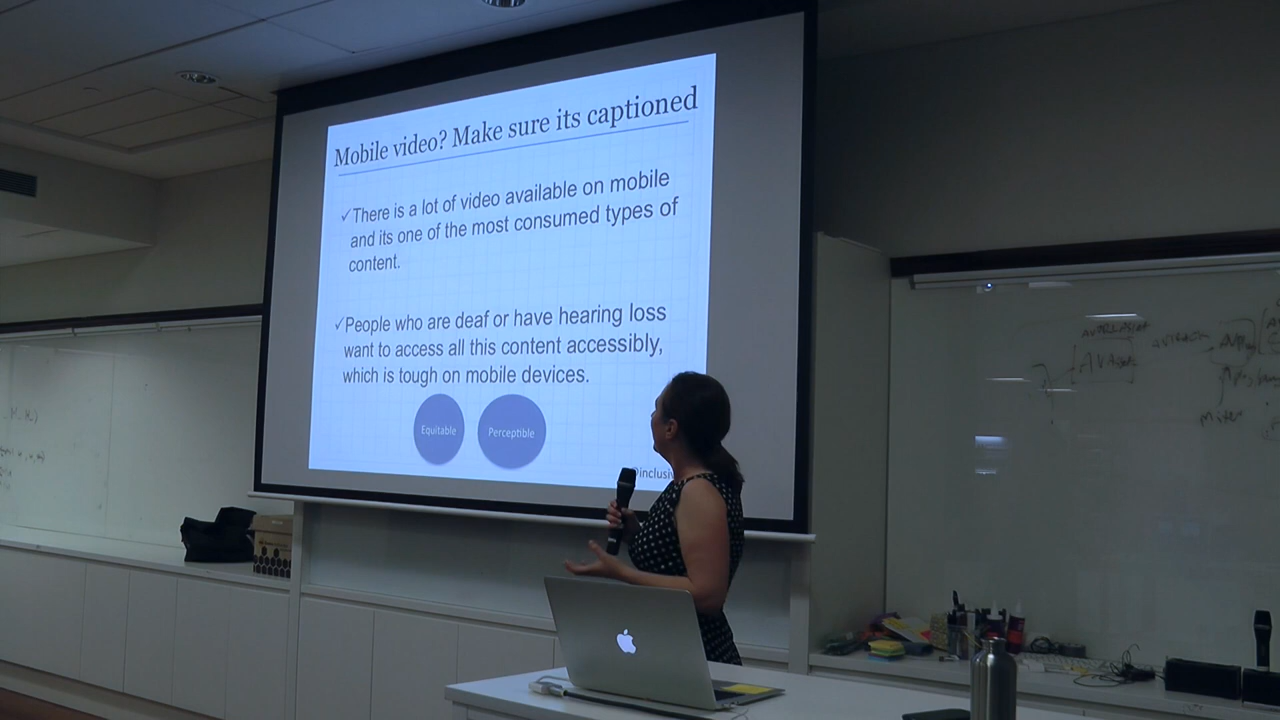 Mobile video? Make sure its captioned
✓There is a lot of video available on mobile
and its one of the most consumed types of
content.
✓People who are deaf or have hearing loss
want to access all this content accessibly,
which is tough on mobile devices.
Equitable
Perceptible